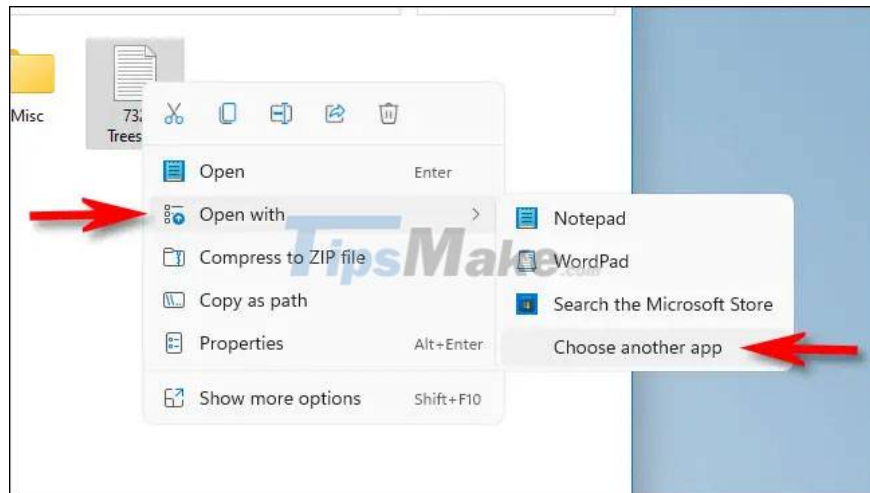 Misc
Trees
Open Enter
Open with
Compress to ZIP file
Copy as path
Properties Alt+Enter
Show more options Shift+F10
Notepad
WordPad
Search the Microsoft Store
Choose another app
TipsMake.com